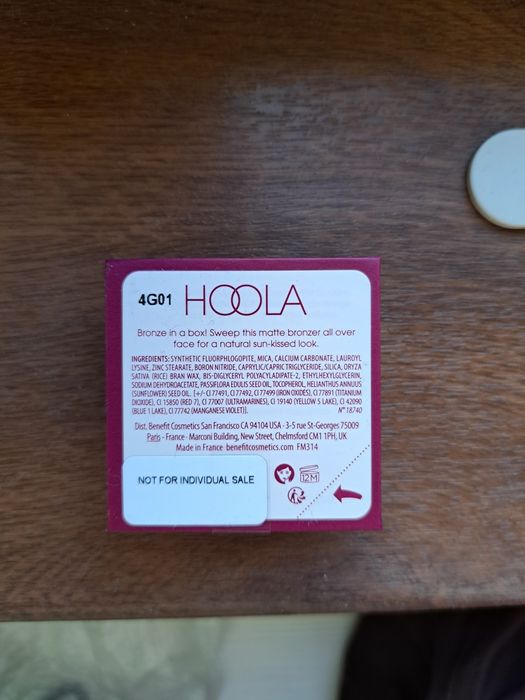 4G01 HOOLA
Bronze in a box! Sweep this matte bronzer all over
face for a natural sun-kissed look.
INGREDIENTS: SYNTHETIC FLUORPHLOGOPITE, MICA, CALCIUM CARBONATE, LAUROYL
LYSINE, ZINC STEARATE, BORON NITRIDE, CAPRYLIC/CAPRIC TRIGLYCERIDE, SILICA, ORYZA
SATIVA (RICE) BRAN WAX, BIS-DIGLYCERYL POLYACYLADIPATE-2, ETHYLHEXYLGLYCERIN,
SODIUM DEHYDROACETATE, PASSIFLORA EDULIS SEED OIL, TOCOPHEROL, HELIANTHUS ANNUUS
(SUNFLOWER) SEED OIL. [+/- CI 77491, CI 77492, CI 77499 (IRON OXIDES), CI 77891 (TITANIUM
DIOXIDE), CI 15850 (RED 7), CI 77007 (ULTRAMARINES), CI 19140 (YELLOW 5 LAKE), CI 42090
(BLUE 1 LAKE), CI 77742 (MANGANESE VIOLET)]. N° 18740
Dist. Benefit Cosmetics San Francisco CA 94104 USA · 3-5 rue St-Georges 75009
Paris - France · Marconi Building, New Street, Chelmsford CM1 1PH, UK
Made in France benefitcosmetics.com FM314
12M
NOT FOR INDIVIDUAL SALE